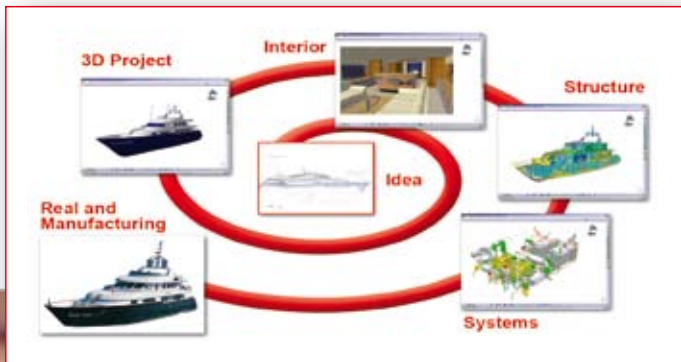 Interior
3D Project
Structure
Idea
Real and
Manufacturing
Systems